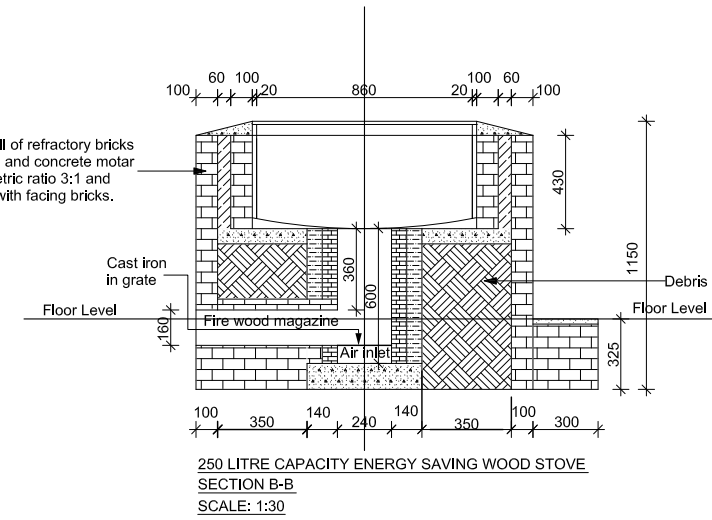 60 100 860 100 60
100 20 20 100
ll of refractory bricks
and concrete motar
etric ratio 3:1 and
with facing bricks.
430
1150
Cast iron
in grate
360
600
Debris
Floor Level
Floor Level
160
Fire wood magazine
Air inlet
325
100 350 140 240 140 350 100 300
250 LITRE CAPACITY ENERGY SAVING WOOD STOVE
SECTION B-B
SCALE: 1:30